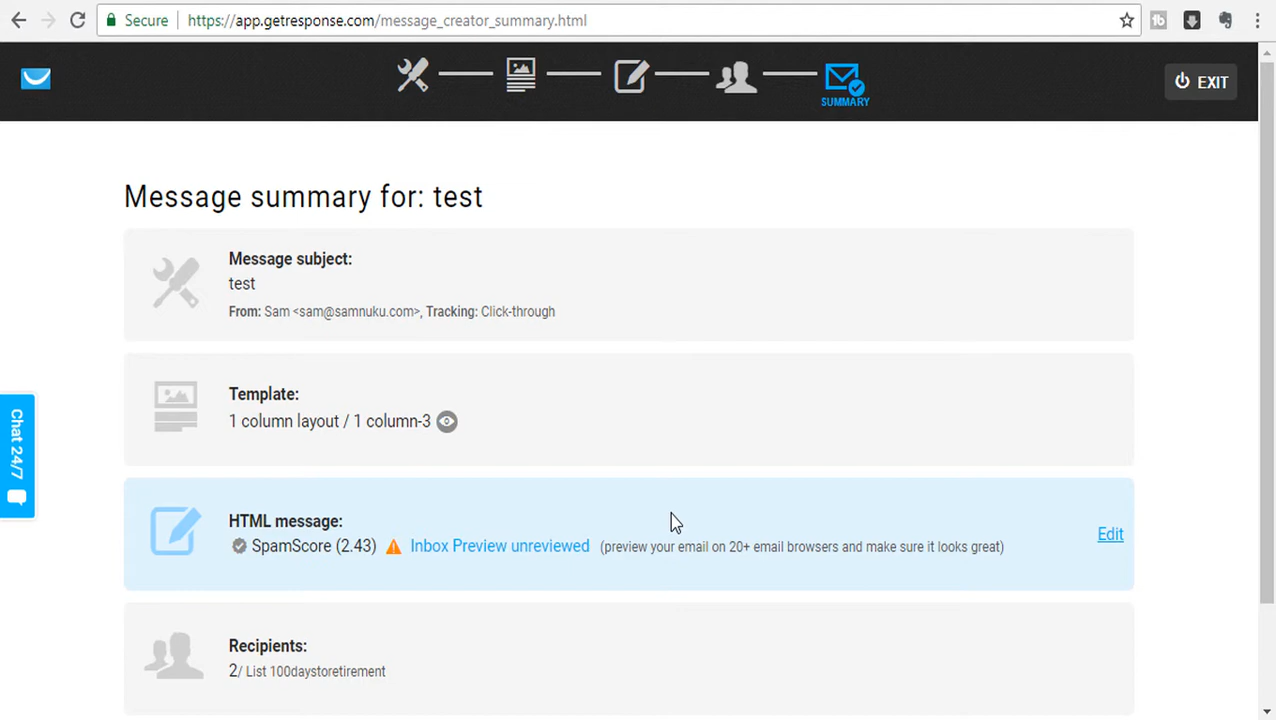 Secure https://app.getresponse.com/message_creator_summary.html
SUMMARY
EXIT
Message summary for: test
Message subject:
test
From: Sam <sam@samnuku.com>, Tracking: Click-through
Template:
1 column layout / 1 column-3
Chat 24/7
HTML message:
SpamScore (2.43) Inbox Preview unreviewed (preview your email on 20+ email browsers and make sure it looks great)
Edit
Recipients:
2/ List 100daystoretirement